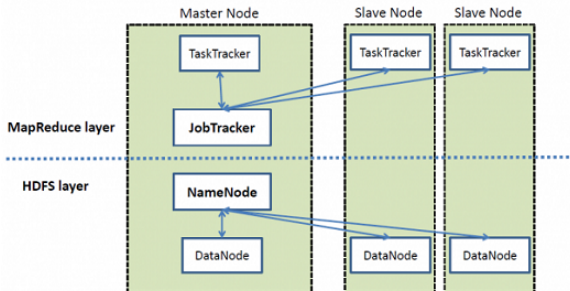 Master Node
Slave Node
Slave Node
TaskTracker
TaskTracker
TaskTracker
MapReduce layer
JobTracker
HDFS layer
NameNode
DataNode
DataNode
DataNode